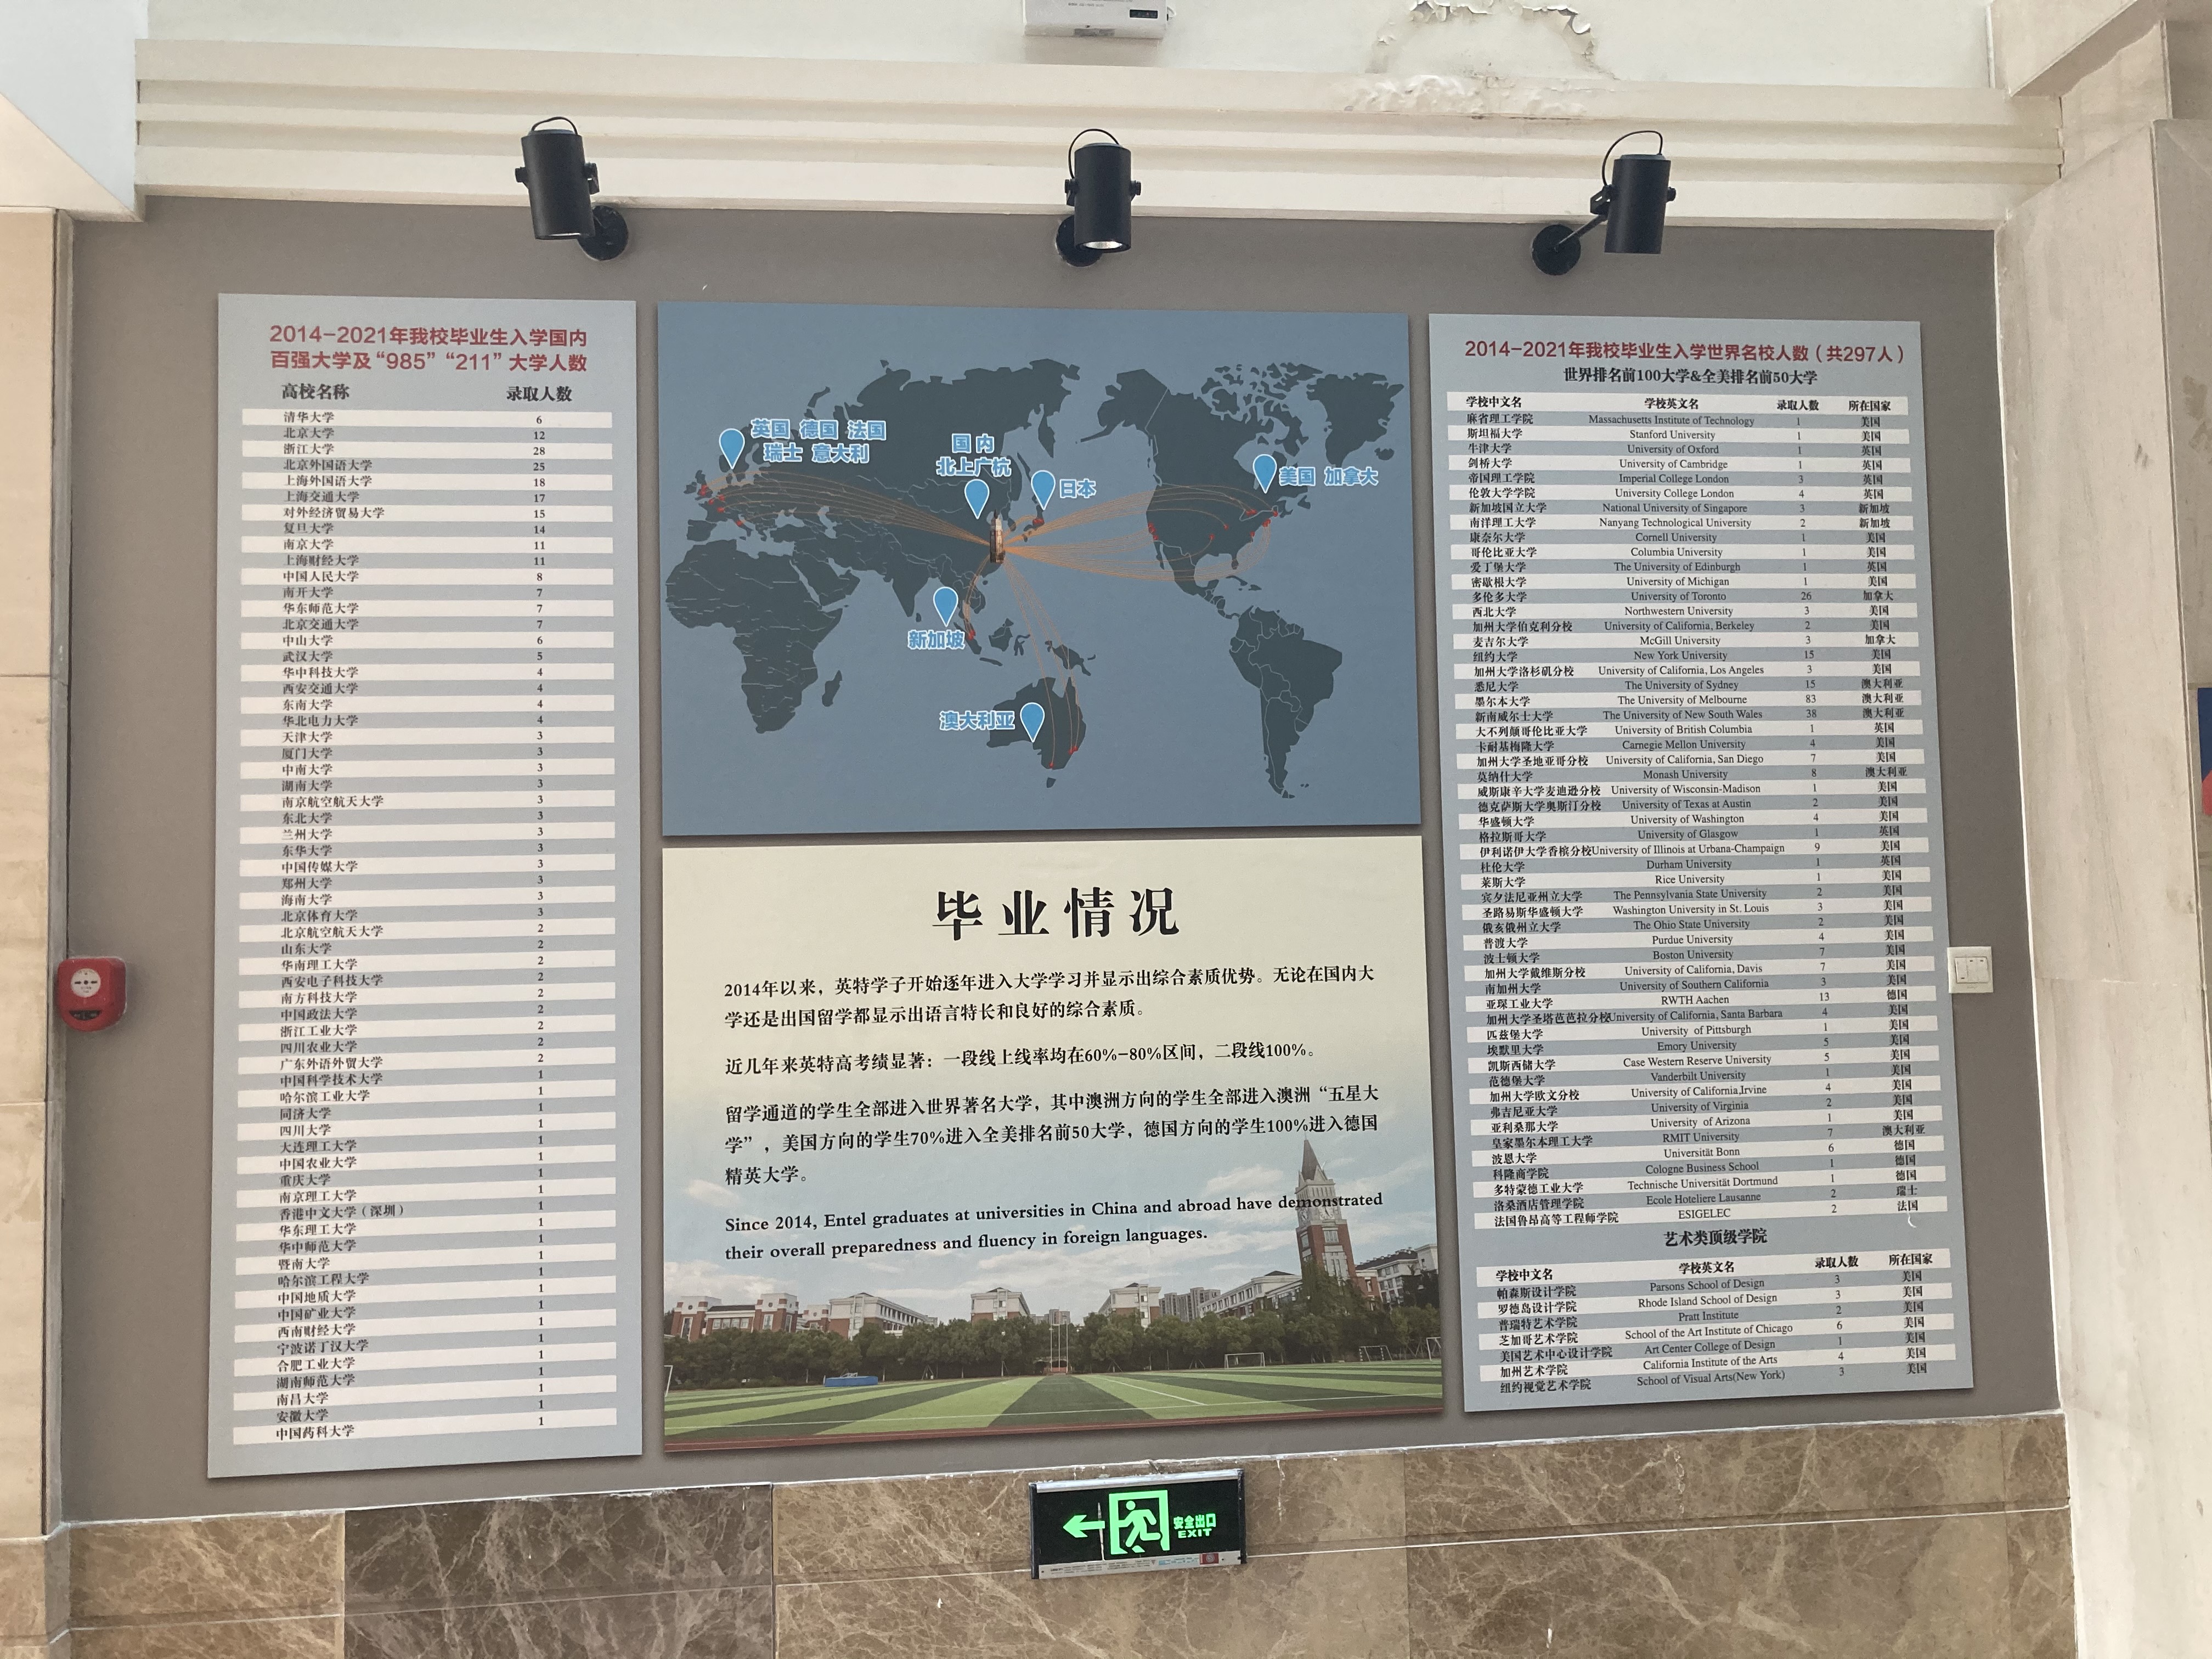 2014-2021年我校毕业生入学国内
百强大学及“985”“211”大学人数
高校名称 录取人数
清华大学 6
北京大学 12
浙江大学 28
北京外国语大学 25
上海外国语大学 18
上海交通大学 17
对外经济贸易大学 15
复旦大学 14
南京大学 11
上海财经大学 11
中国人民大学 8
南开大学 7
华东师范大学 7
北京交通大学 7
中山大学 6
武汉大学 5
华中科技大学 4
西安交通大学 4
东南大学 4
华北电力大学 4
天津大学 3
厦门大学 3
中南大学 3
湖南大学 3
南京航空航天大学 3
东北大学 3
兰州大学 3
东华大学 3
中国传媒大学 3
郑州大学 3
海南大学 3
北京体育大学 3
北京航空航天大学 2
山东大学 2
华南理工大学 2
西安电子科技大学 2
南方科技大学 2
中国政法大学 2
浙江工业大学 2
四川农业大学 2
广东外语外贸大学 2
中国科学技术大学 1
哈尔滨工业大学 1
同济大学 1
四川大学 1
大连理工大学 1
中国农业大学 1
重庆大学 1
南京理工大学 1
香港中文大学（深圳） 1
华东理工大学 1
华中师范大学 1
暨南大学 1
哈尔滨工程大学 1
中国地质大学 1
中国矿业大学 1
西南财经大学 1
宁波诺丁汉大学 1
合肥工业大学 1
湖南师范大学 1
南昌大学 1
安徽大学 1
中国药科大学 1
英国 德国 法国
瑞士 意大利
国内
北上广杭
日本
美国 加拿大
新加坡
澳大利亚
毕业情况
2014年以来，英特学子开始逐年进入大学学习并显示出综合素质优势。无论在国内大
学还是出国留学都显示出语言特长和良好的综合素质。
近几年来英特高考绩显著：一段线上线率均在60%-80%区间，二段线100%。
留学通道的学生全部进入世界著名大学，其中澳洲方向的学生全部进入澳洲“五星大
学”，美国方向的学生70%进入全美排名前50大学，德国方向的学生100%进入德国
精英大学。
Since 2014, Entel graduates at universities in China and abroad have demonstrated
their overall preparedness and fluency in foreign languages.
2014-2021年我校毕业生入学世界名校人数（共297人）
世界排名前100大学&全美排名前50大学
学校中文名 学校英文名 录取人数 所在国家
麻省理工学院 Massachusetts Institute of Technology 1 美国
斯坦福大学 Stanford University 1 美国
牛津大学 University of Oxford 1 英国
剑桥大学 University of Cambridge 1 英国
帝国理工学院 Imperial College London 3 英国
伦敦大学学院 University College London 4 英国
新加坡国立大学 National University of Singapore 3 新加坡
南洋理工大学 Nanyang Technological University 2 新加坡
康奈尔大学 Cornell University 1 美国
哥伦比亚大学 Columbia University 1 美国
爱丁堡大学 The University of Edinburgh 1 英国
密歇根大学 University of Michigan 1 美国
多伦多大学 University of Toronto 26 加拿大
西北大学 Northwestern University 3 美国
加州大学伯克利分校 University of California, Berkeley 2 美国
麦吉尔大学 McGill University 3 加拿大
纽约大学 New York University 15 美国
加州大学洛杉矶分校 University of California, Los Angeles 3 美国
悉尼大学 The University of Sydney 15 澳大利亚
墨尔本大学 The University of Melbourne 83 澳大利亚
新南威尔士大学 The University of New South Wales 38 澳大利亚
大不列颠哥伦比亚大学 University of British Columbia 1 英国
卡耐基梅隆大学 Carnegie Mellon University 4 美国
加州大学圣地亚哥分校 University of California, San Diego 7 美国
莫纳什大学 Monash University 8 澳大利亚
威斯康辛大学麦迪逊分校 University of Wisconsin-Madison 1 美国
德克萨斯大学奥斯汀分校 University of Texas at Austin 2 美国
华盛顿大学 University of Washington 4 美国
格拉斯哥大学 University of Glasgow 1 英国
伊利诺伊大学香槟分校 University of Illinois at Urbana-Champaign 9 美国
杜伦大学 Durham University 1 英国
莱斯大学 Rice University 1 美国
宾夕法尼亚州立大学 The Pennsylvania State University 2 美国
圣路易斯华盛顿大学 Washington University in St. Louis 3 美国
俄亥俄州立大学 The Ohio State University 2 美国
普渡大学 Purdue University 4 美国
波士顿大学 Boston University 7 美国
加州大学戴维斯分校 University of California, Davis 7 美国
南加州大学 University of Southern California 3 美国
亚琛工业大学 RWTH Aachen 13 德国
加州大学圣塔芭芭拉分校 University of California, Santa Barbara 4 美国
匹兹堡大学 University of Pittsburgh 1 美国
埃默里大学 Emory University 5 美国
凯斯西储大学 Case Western Reserve University 5 美国
范德堡大学 Vanderbilt University 1 美国
加州大学欧文分校 University of California,Irvine 4 美国
弗吉尼亚大学 University of Virginia 2 美国
亚利桑那大学 University of Arizona 1 美国
皇家墨尔本理工大学 RMIT University 7 澳大利亚
波恩大学 Universität Bonn 6 德国
科隆商学院 Cologne Business School 1 德国
多特蒙德工业大学 Technische Universität Dortmund 1 德国
洛桑酒店管理学院 Ecole Hoteliere Lausanne 2 瑞士
法国鲁昂高等工程师学院 ESIGELEC 2 法国
艺术类顶级学院
学校中文名 学校英文名 录取人数 所在国家
帕森斯设计学院 Parsons School of Design 3 美国
罗德岛设计学院 Rhode Island School of Design 3 美国
普瑞特艺术学院 Pratt Institute 2 美国
芝加哥艺术学院 School of the Art Institute of Chicago 6 美国
美国艺术中心设计学院 Art Center College of Design 1 美国
加州艺术学院 California Institute of the Arts 4 美国
纽约视觉艺术学院 School of Visual Arts(New York) 3 美国
安全出口
EXIT